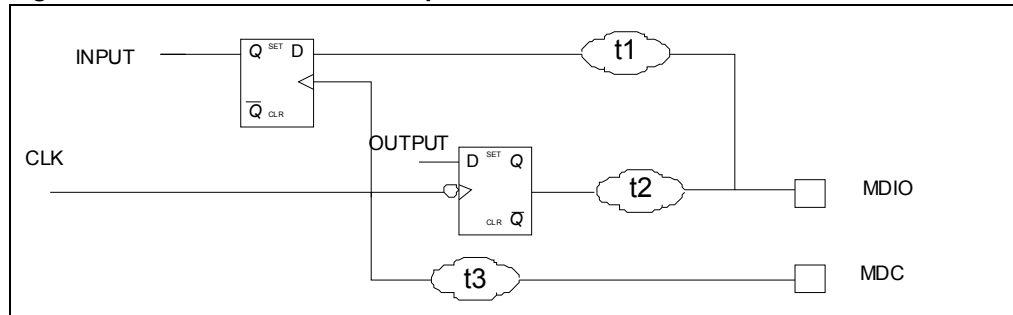 t1
INPUT
Q SET D
Q CLR
OUTPUT
CLK
D SET Q
t2
MDIO
CLR Q
t3
MDC